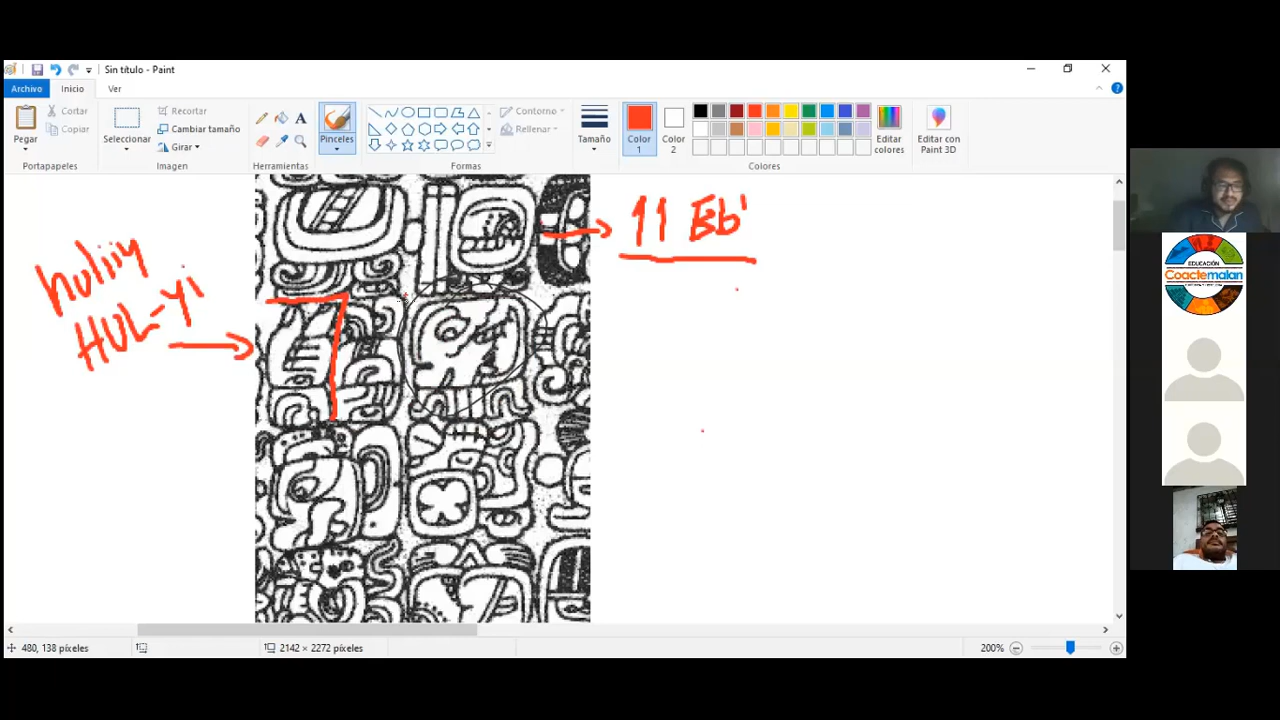 Sin título - Paint
Archivo Inicio Ver
Pegar
Cortar
Copiar
Portapapeles
Seleccionar
Recortar
Cambiar tamaño
Girar
Imagen
Herramientas
Pinceles
Contorno
Rellenar
Formas
Tamaño
Color 1
Color 2
Editar colores
Colores
Editar con Paint 3D
11 Eb'
huliiy
HUL-yi
EDUCACIÓN
Coactemalan
480, 138 píxeles
2142 × 2272 píxeles
200%